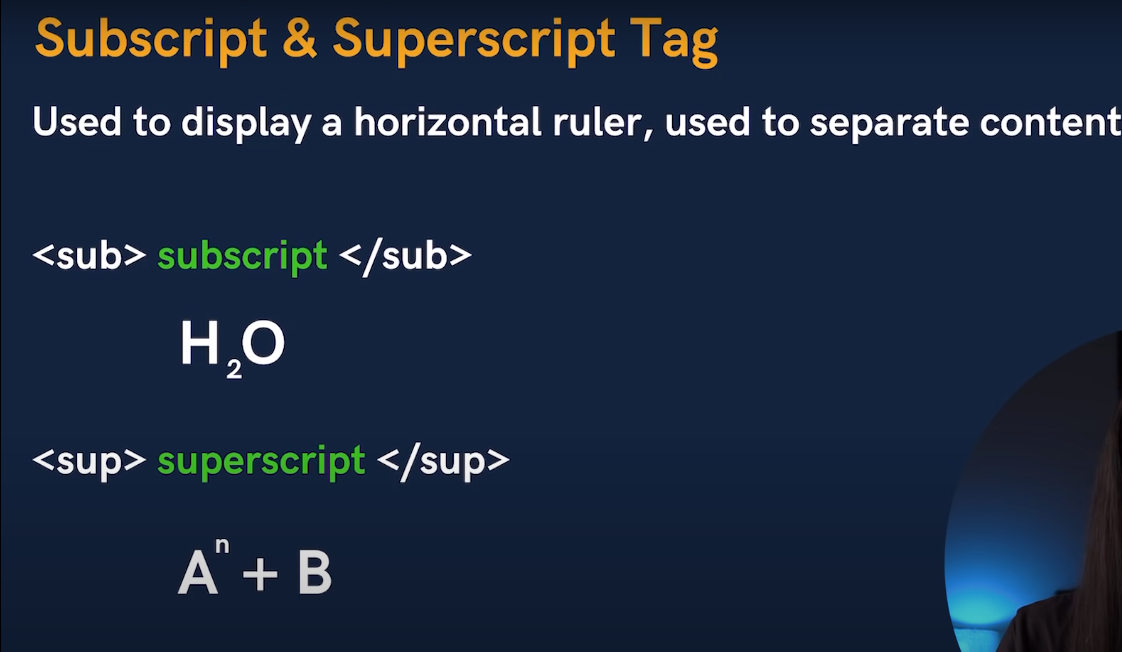 Subscript & Superscript Tag
Used to display a horizontal ruler, used to separate content
<sub> subscript </sub>
H₂O
<sup> superscript </sup>
Aⁿ + B